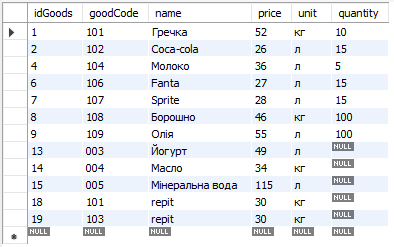 idGoods goodCode name price unit quantity
1 101 Гречка 52 кг 10
2 102 Coca-cola 26 л 15
4 104 Молоко 36 л 5
6 106 Fanta 27 л 15
7 107 Sprite 28 л 15
8 108 Борошно 46 кг 100
9 109 Олія 55 л 100
13 003 Йогурт 49 л NULL
14 004 Масло 34 кг NULL
15 005 Мінеральна вода 115 л NULL
18 101 repit 30 кг NULL
19 103 repit 30 кг NULL
NULL NULL NULL NULL NULL NULL